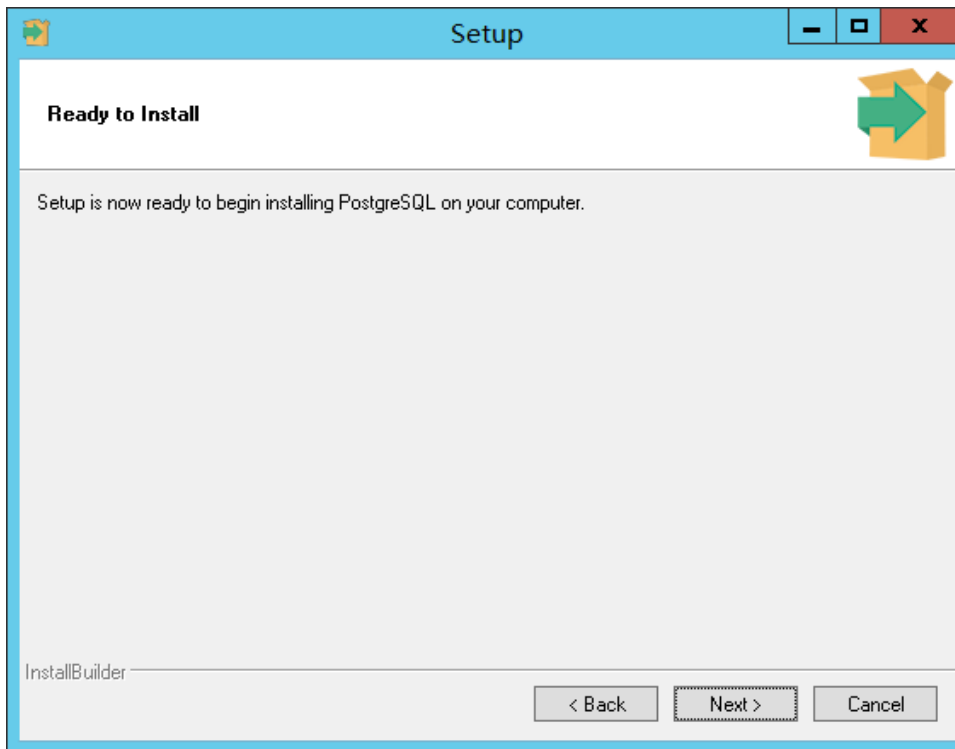 Setup
Ready to Install
Setup is now ready to begin installing PostgreSQL on your computer.
InstallBuilder
< Back Next > Cancel